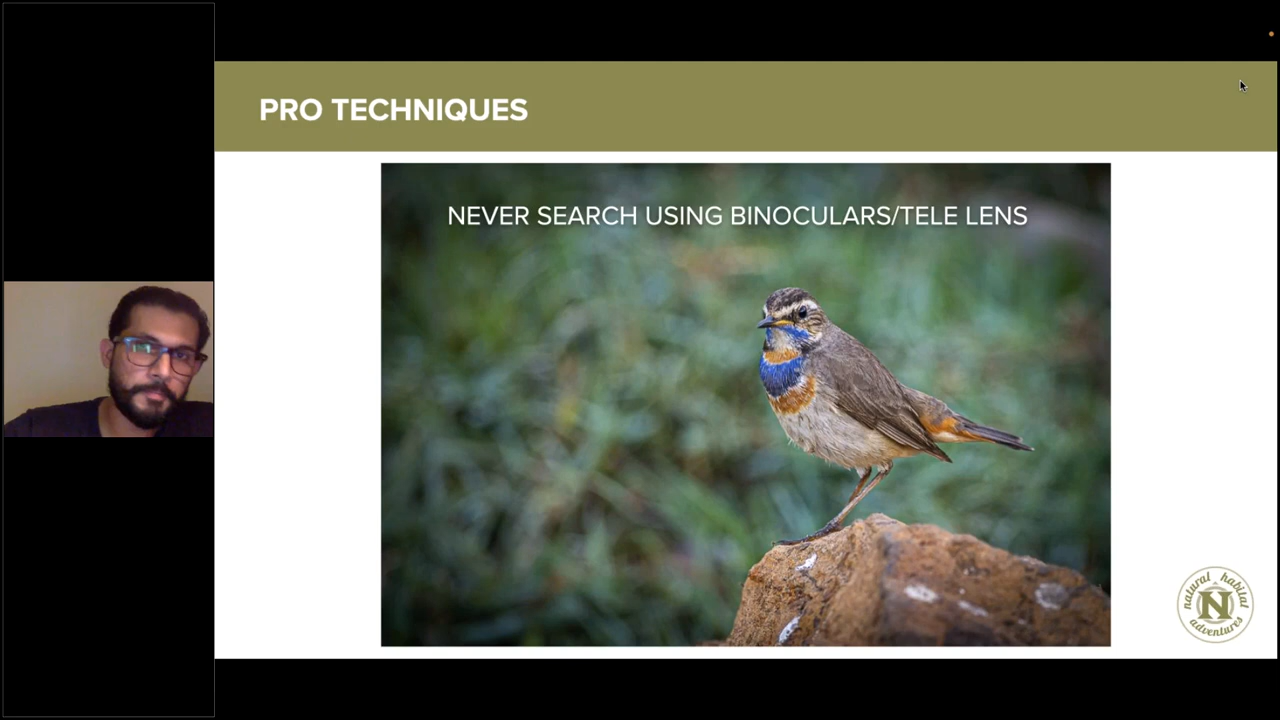 PRO TECHNIQUES
NEVER SEARCH USING BINOCULARS/TELE LENS
natural habitat
N
adventures